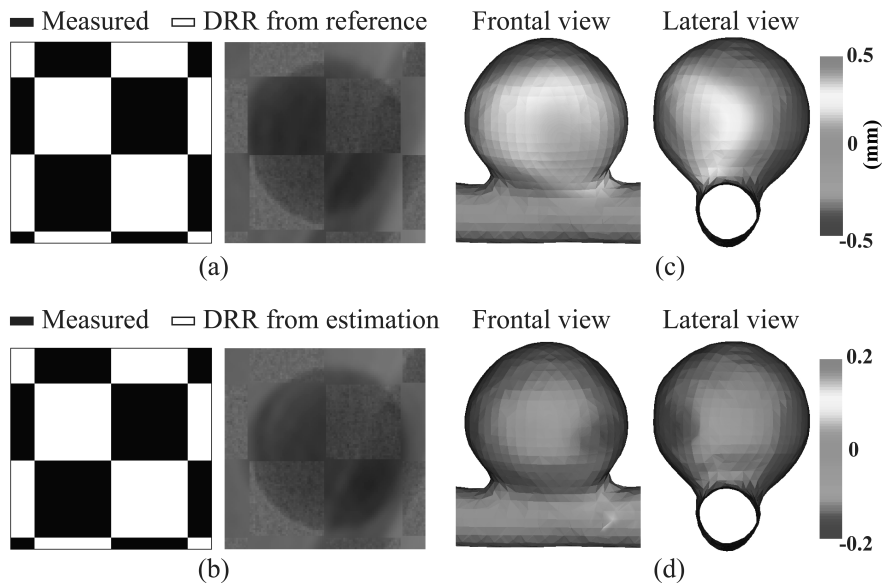 Measured DRR from reference Frontal view Lateral view
0.5
0
(mm)
-0.5
(a) (c)
Measured DRR from estimation Frontal view Lateral view
0.2
0
-0.2
(b) (d)